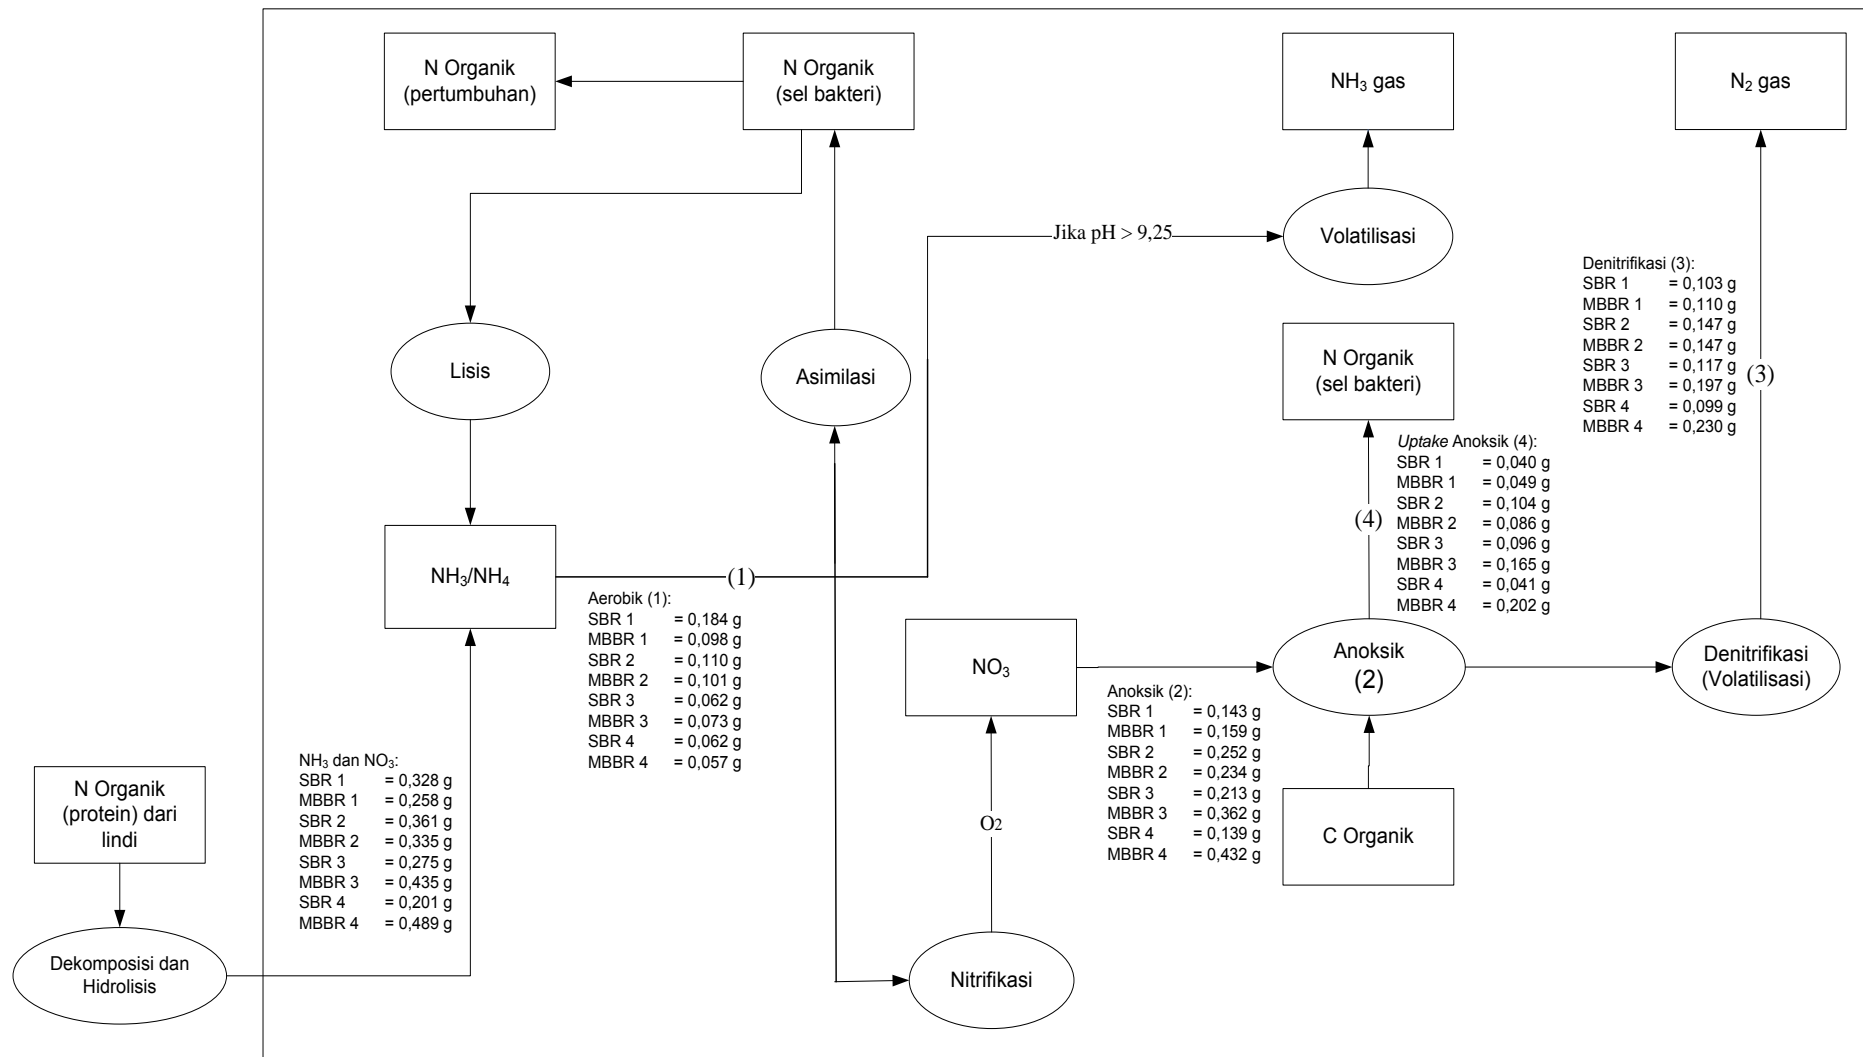 N Organik
(pertumbuhan)
N Organik
(sel bakteri)
NH₃ gas
N₂ gas
Jika pH > 9,25
Volatilisasi
Denitrifikasi (3):
SBR 1 = 0,103 g
MBBR 1 = 0,110 g
SBR 2 = 0,147 g
MBBR 2 = 0,147 g
SBR 3 = 0,117 g
MBBR 3 = 0,197 g
SBR 4 = 0,099 g
MBBR 4 = 0,230 g
(3)
Lisis
Asimilasi
N Organik
(sel bakteri)
Uptake Anoksik (4):
SBR 1 = 0,040 g
MBBR 1 = 0,049 g
SBR 2 = 0,104 g
MBBR 2 = 0,086 g
SBR 3 = 0,096 g
MBBR 3 = 0,165 g
SBR 4 = 0,041 g
MBBR 4 = 0,202 g
(4)
NH₃/NH₄
(1)
Aerobik (1):
SBR 1 = 0,184 g
MBBR 1 = 0,098 g
SBR 2 = 0,110 g
MBBR 2 = 0,101 g
SBR 3 = 0,062 g
MBBR 3 = 0,073 g
SBR 4 = 0,062 g
MBBR 4 = 0,057 g
NO₃
Anoksik
(2)
Denitrifikasi
(Volatilisasi)
Anoksik (2):
SBR 1 = 0,143 g
MBBR 1 = 0,159 g
SBR 2 = 0,252 g
MBBR 2 = 0,234 g
SBR 3 = 0,213 g
MBBR 3 = 0,362 g
SBR 4 = 0,139 g
MBBR 4 = 0,432 g
NH₃ dan NO₃:
SBR 1 = 0,328 g
MBBR 1 = 0,258 g
SBR 2 = 0,361 g
MBBR 2 = 0,335 g
SBR 3 = 0,275 g
MBBR 3 = 0,435 g
SBR 4 = 0,201 g
MBBR 4 = 0,489 g
N Organik
(protein) dari
lindi
O2
C Organik
Dekomposisi dan
Hidrolisis
Nitrifikasi